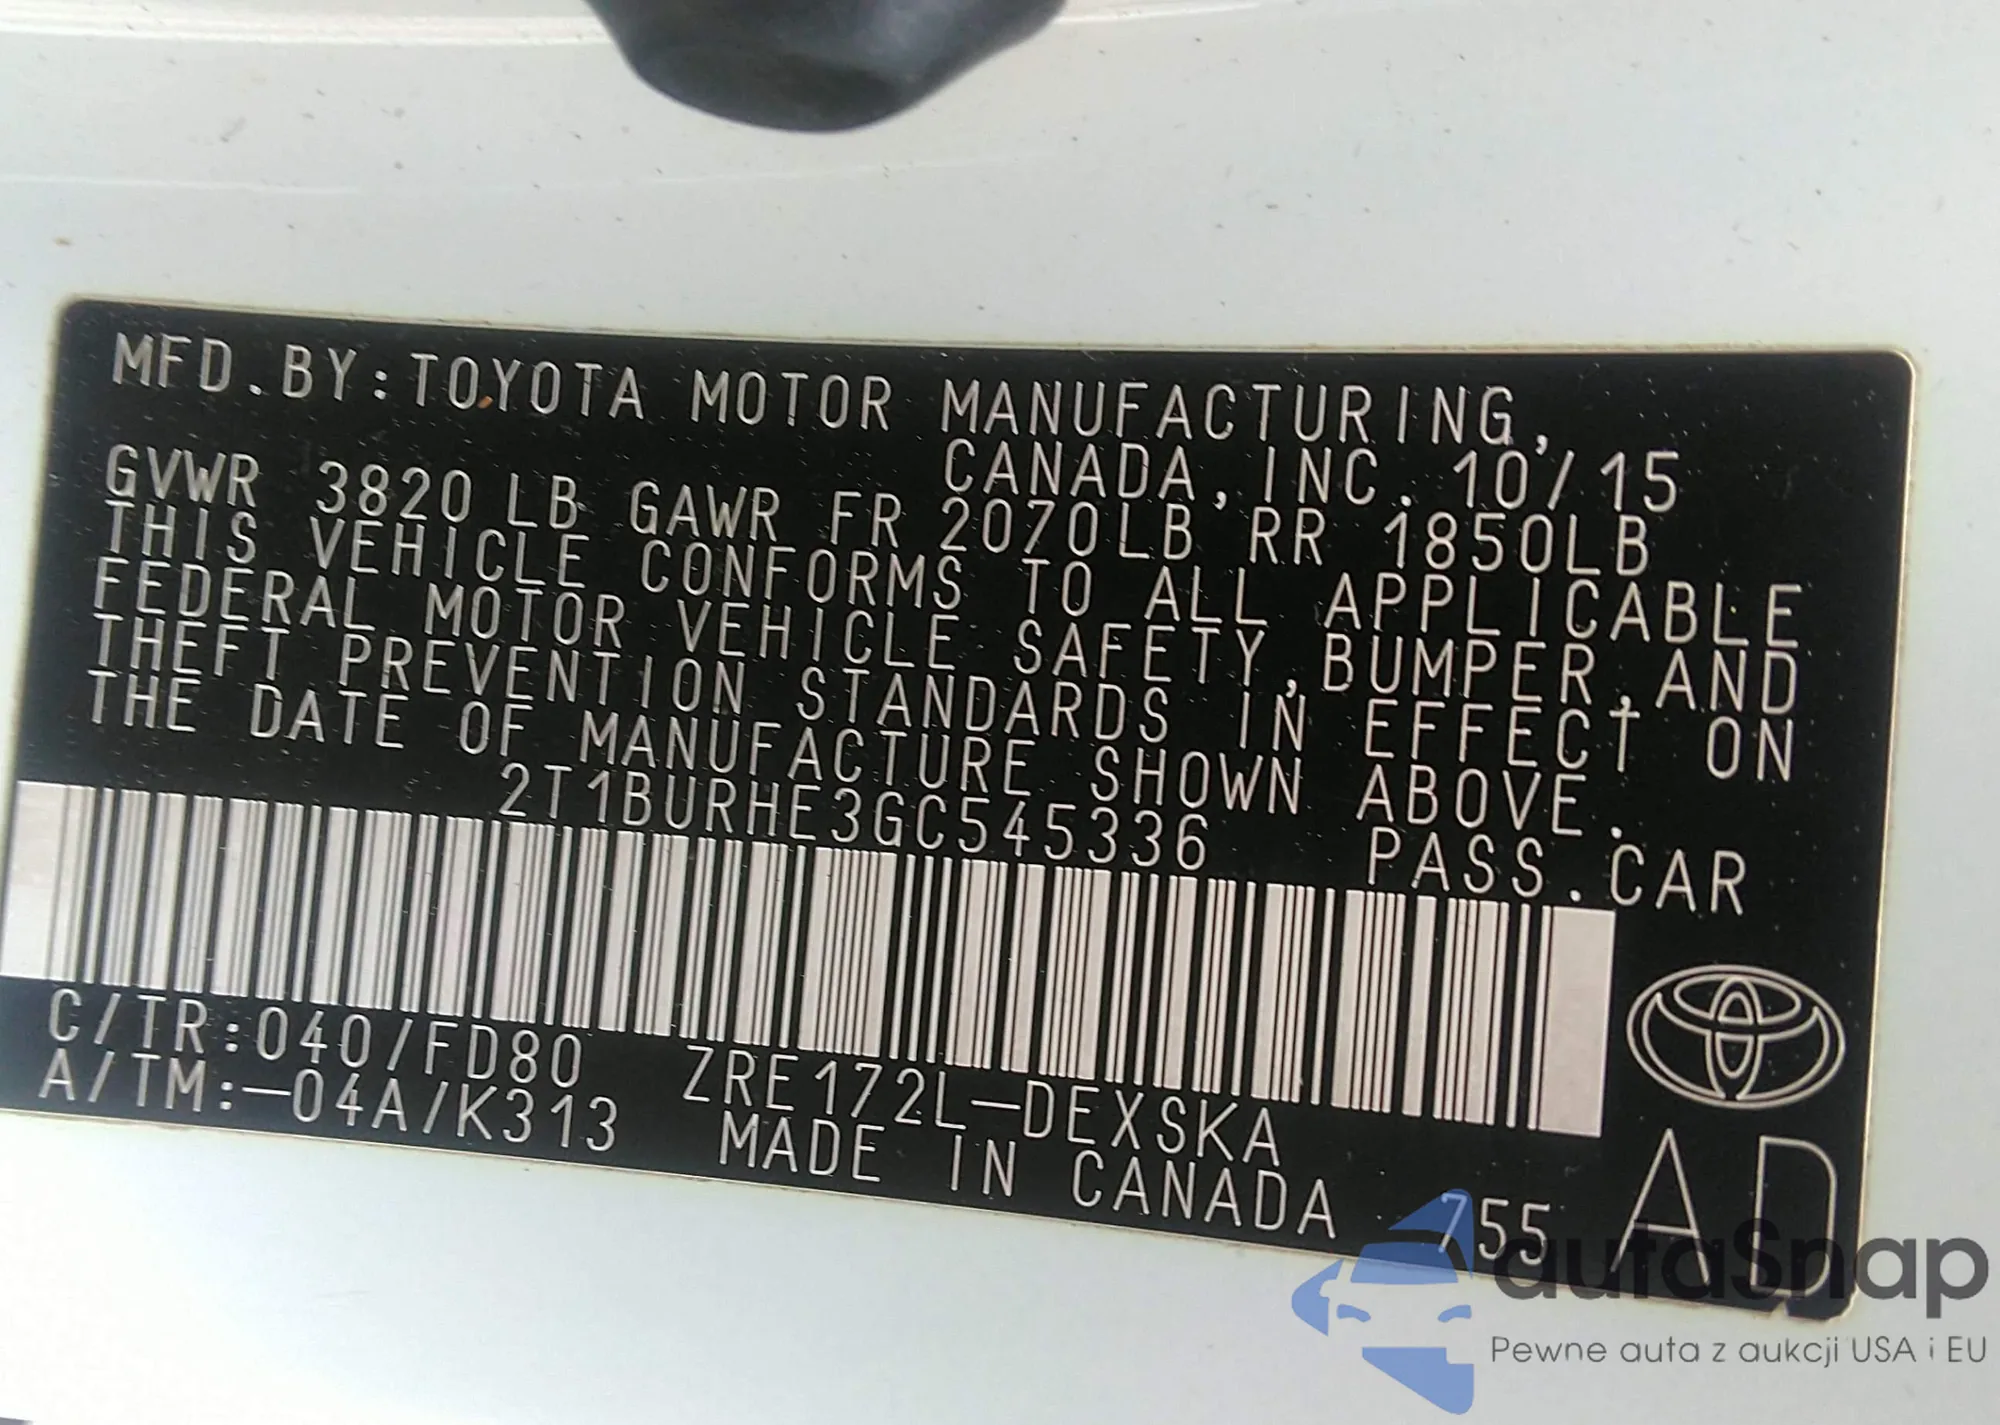 MFD.BY:TOYOTA MOTOR MANUFACTURING,
CANADA,INC. 10/15
GVWR 3820LB GAWR FR 2070LB RR 1850LB
THIS VEHICLE CONFORMS TO ALL APPLICABLE
FEDERAL MOTOR VEHICLE SAFETY,BUMPER,AND
THEFT PREVENTION STANDARDS IN EFFECT ON
THE DATE OF MANUFACTURE SHOWN ABOVE.
2T1BURHE3GC545336 PASS.CAR
C/TR:040/FD80 ZRE172L-DEXSKA
A/TM:-04A/K313 MADE IN CANADA 755 AD
autaSnap
Pewne auta z aukcji USA i EU